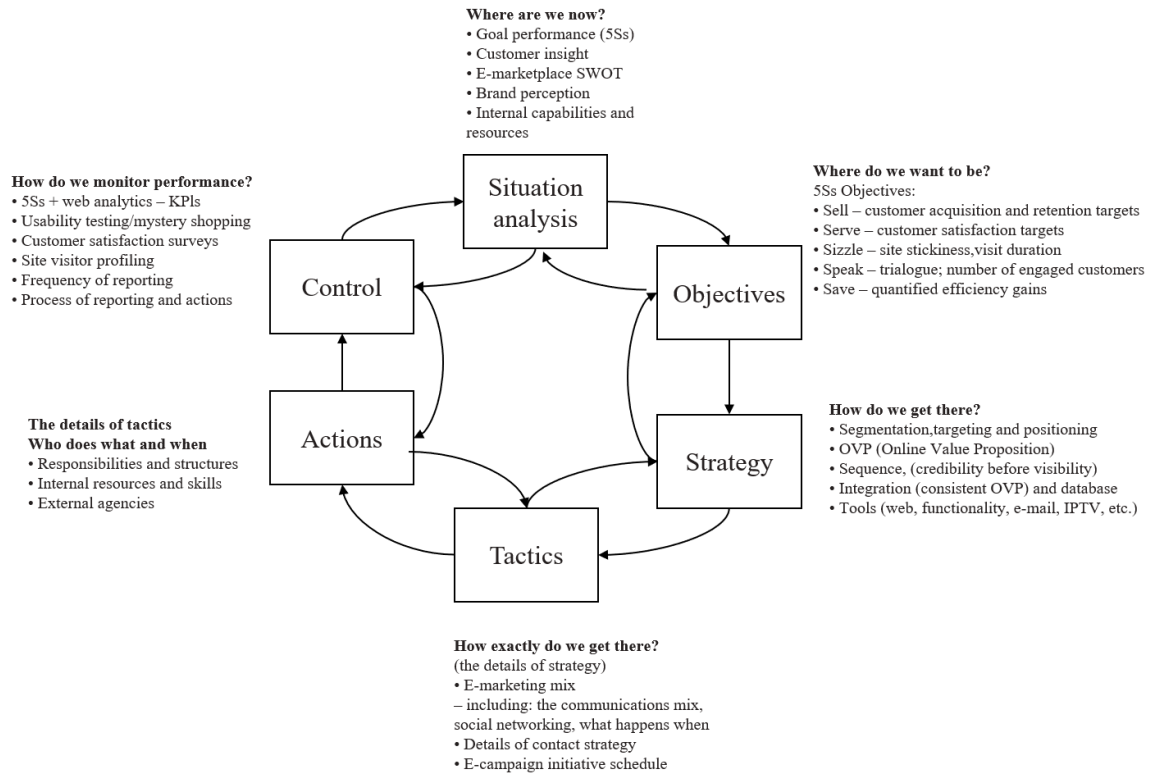 Where are we now?
• Goal performance (5Ss)
• Customer insight
• E-marketplace SWOT
• Brand perception
• Internal capabilities and
resources
Situation
analysis
Where do we want to be?
5Ss Objectives:
• Sell – customer acquisition and retention targets
• Serve – customer satisfaction targets
• Sizzle – site stickiness,visit duration
• Speak – trialogue; number of engaged customers
• Save – quantified efficiency gains
Objectives
How do we get there?
• Segmentation,targeting and positioning
• OVP (Online Value Proposition)
• Sequence, (credibility before visibility)
• Integration (consistent OVP) and database
• Tools (web, functionality, e-mail, IPTV, etc.)
Strategy
Tactics
How exactly do we get there?
(the details of strategy)
• E-marketing mix
– including: the communications mix,
social networking, what happens when
• Details of contact strategy
• E-campaign initiative schedule
Actions
The details of tactics
Who does what and when
• Responsibilities and structures
• Internal resources and skills
• External agencies
Control
How do we monitor performance?
• 5Ss + web analytics – KPls
• Usability testing/mystery shopping
• Customer satisfaction surveys
• Site visitor profiling
• Frequency of reporting
• Process of reporting and actions